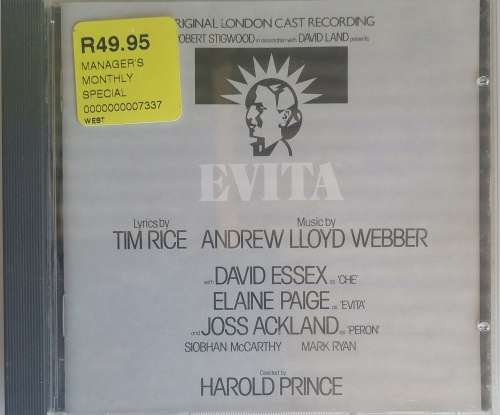 RIGINAL LONDON CAST RECORDING
ROBERT STIGWOOD in association with DAVID LAND presents
R49.95
MANAGER'S
MONTHLY
SPECIAL
0000000007337
WEST
EVITA
Lyrics by
TIM RICE
Music by
ANDREW LLOYD WEBBER
with DAVID ESSEX as 'CHE'
ELAINE PAIGE as 'EVITA'
and JOSS ACKLAND as 'PERON'
SIOBHAN McCARTHY MARK RYAN
Directed by
HAROLD PRINCE